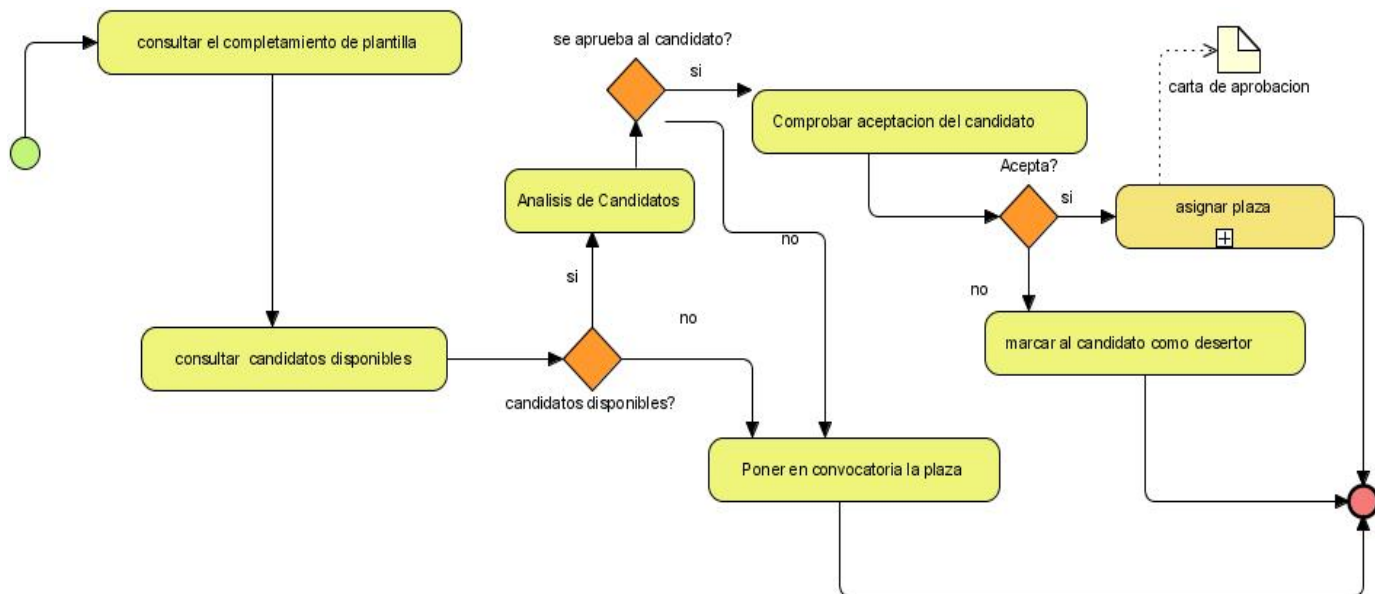 consultar el completamiento de plantilla
se aprueba al candidato?
si
carta de aprobacion
Comprobar aceptacion del candidato
Acepta?
Analisis de Candidatos
si
asignar plaza
no
si
no
no
marcar al candidato como desertor
consultar candidatos disponibles
candidatos disponibles?
Poner en convocatoria la plaza